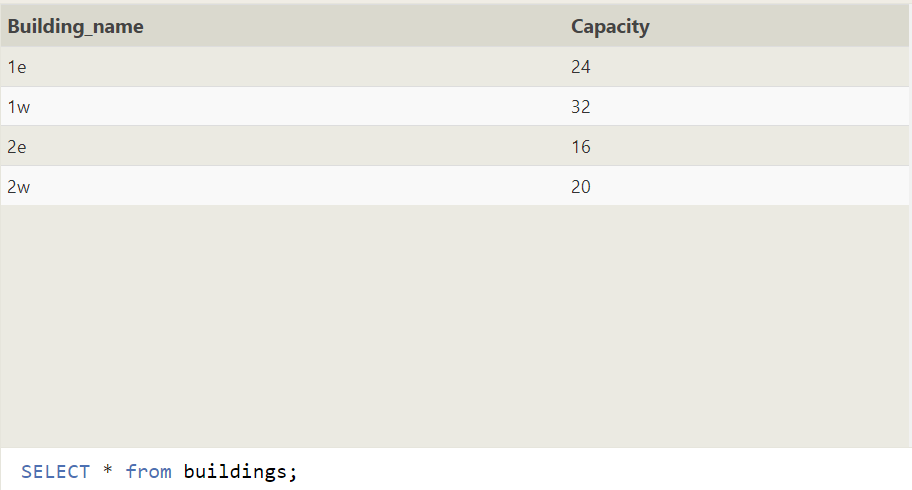 Building_name Capacity
1e 24
1w 32
2e 16
2w 20
SELECT * from buildings;